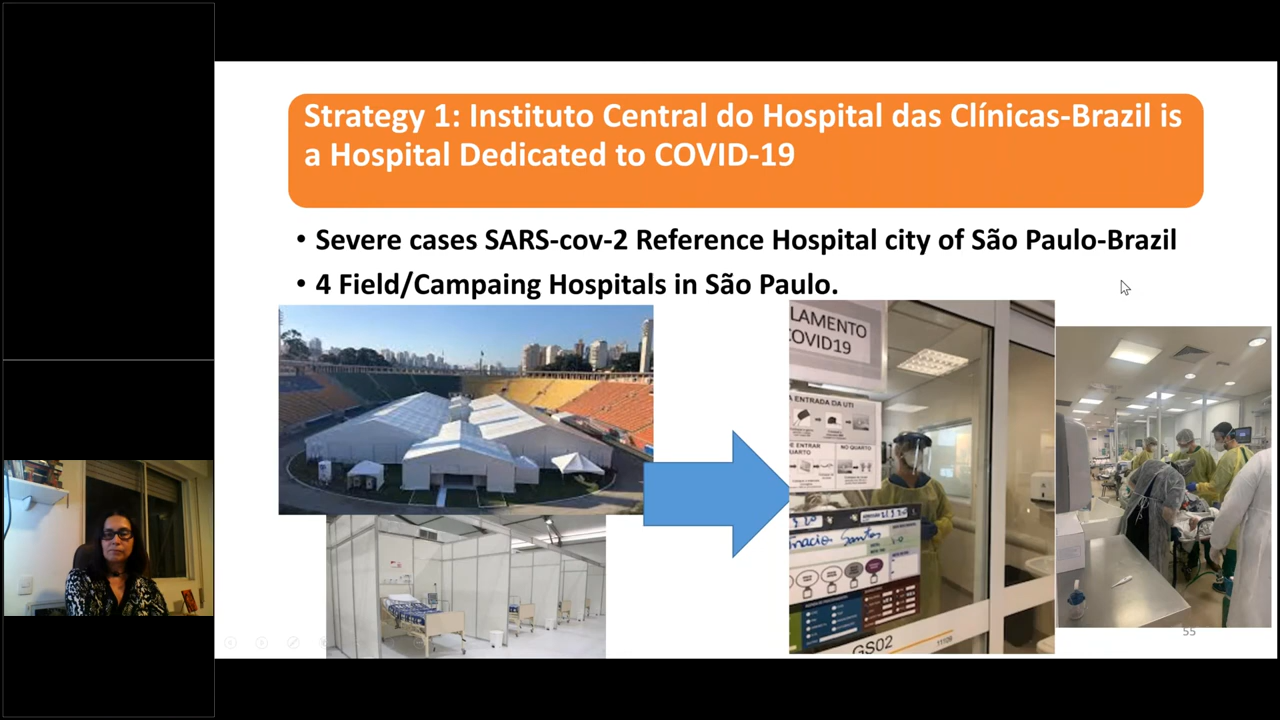 Strategy 1: Instituto Central do Hospital das Clínicas-Brazil is
a Hospital Dedicated to COVID-19
• Severe cases SARS-cov-2 Reference Hospital city of São Paulo-Brazil
• 4 Field/Campaing Hospitals in São Paulo.
LAMENTO
COVID19
A ENTRADA DA UTI
DE ENTRAR
NO QUARTO
Santos
GS02
55